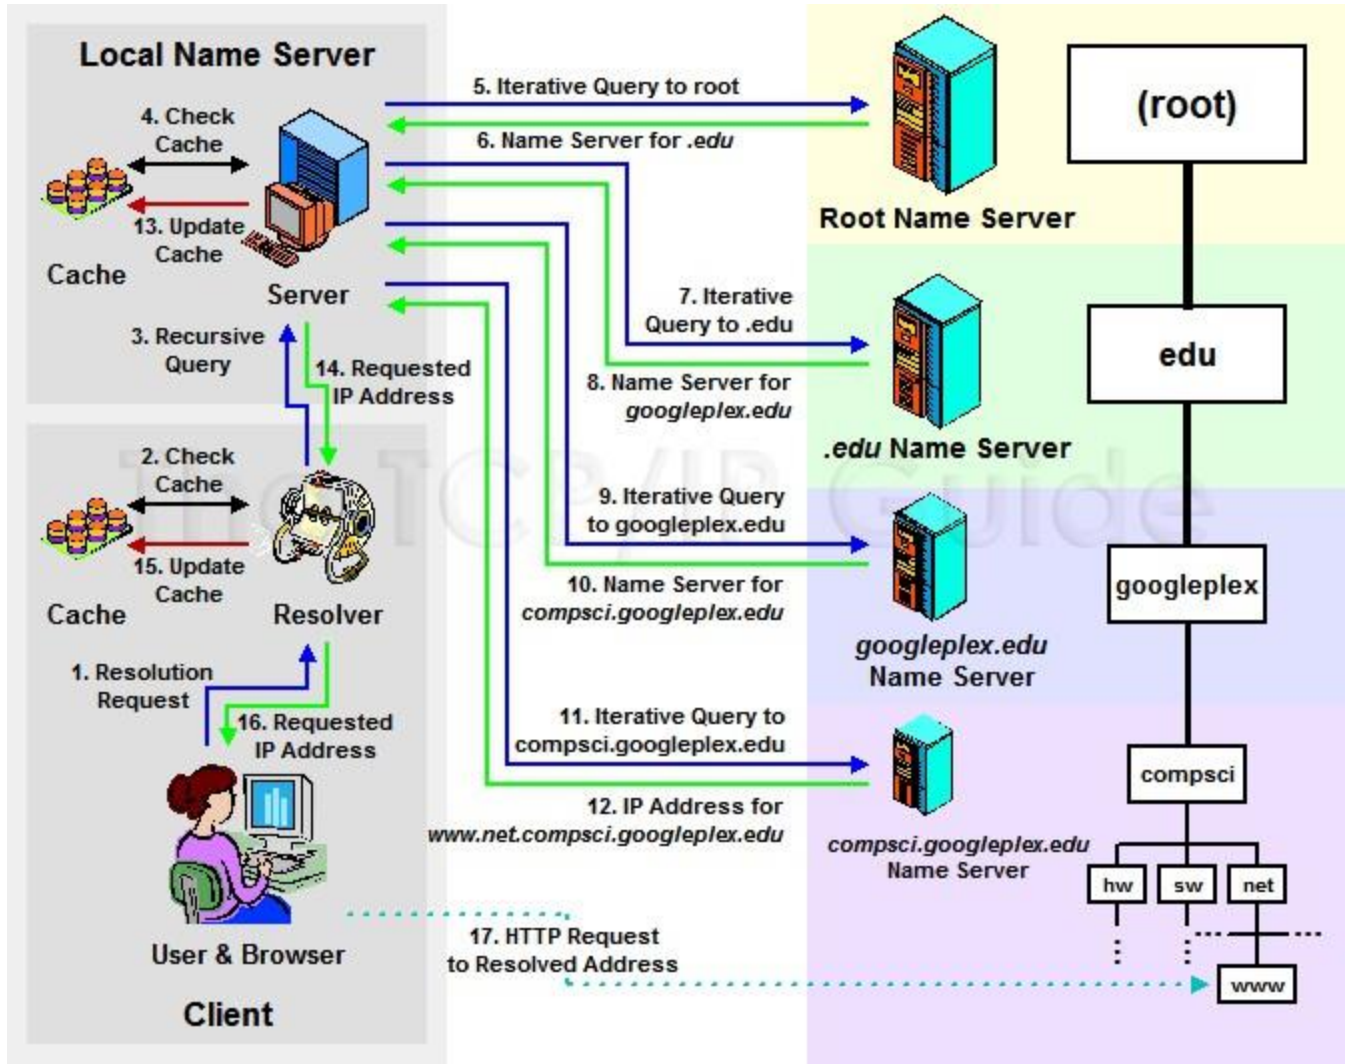 Local Name Server
4. Check
Cache
13. Update
Cache
Cache
Server
3. Recursive
Query
14. Requested
IP Address
2. Check
Cache
15. Update
Cache
Cache
Resolver
1. Resolution
Request
16. Requested
IP Address
User & Browser
Client
5. Iterative Query to root
6. Name Server for .edu
7. Iterative
Query to .edu
8. Name Server for
googleplex.edu
9. Iterative Query
to googleplex.edu
10. Name Server for
compsci.googleplex.edu
11. Iterative Query to
compsci.googleplex.edu
12. IP Address for
www.net.compsci.googleplex.edu
17. HTTP Request
to Resolved Address
The TCP/IP Guide
Root Name Server
.edu Name Server
googleplex.edu
Name Server
compsci.googleplex.edu
Name Server
(root)
edu
googleplex
compsci
hw
sw
net
www